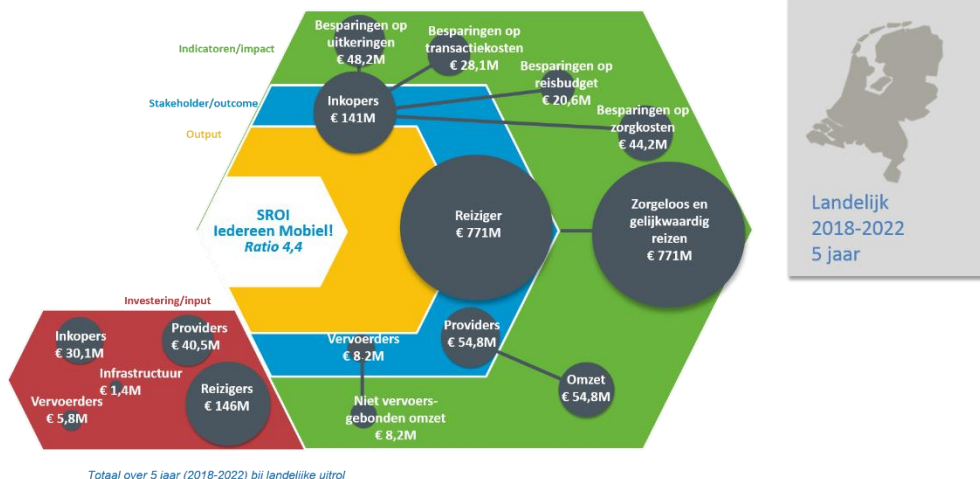 Indicatoren/impact
Besparingen op
uitkeringen
€ 48,2M
Besparingen op
transactiekosten
€ 28,1M
Besparingen op
reisbudget
€ 20,6M
Besparingen op
zorgkosten
€ 44,2M
Stakeholder/outcome
Inkopers
€ 141M
Output
SROI
Iedereen Mobiel!
Ratio 4,4
Reiziger
€ 771M
Zorgeloos en
gelijkwaardig
reizen
€ 771M
Vervoerders
€ 8,2M
Providers
€ 54,8M
Niet vervoers-
gebonden omzet
€ 8,2M
Omzet
€ 54,8M
Investering/input
Inkopers
€ 30,1M
Providers
€ 40,5M
Infrastructuur
€ 1,4M
Vervoerders
€ 5,8M
Reizigers
€ 146M
Totaal over 5 jaar (2018-2022) bij landelijke uitrol
Landelijk
2018-2022
5 jaar